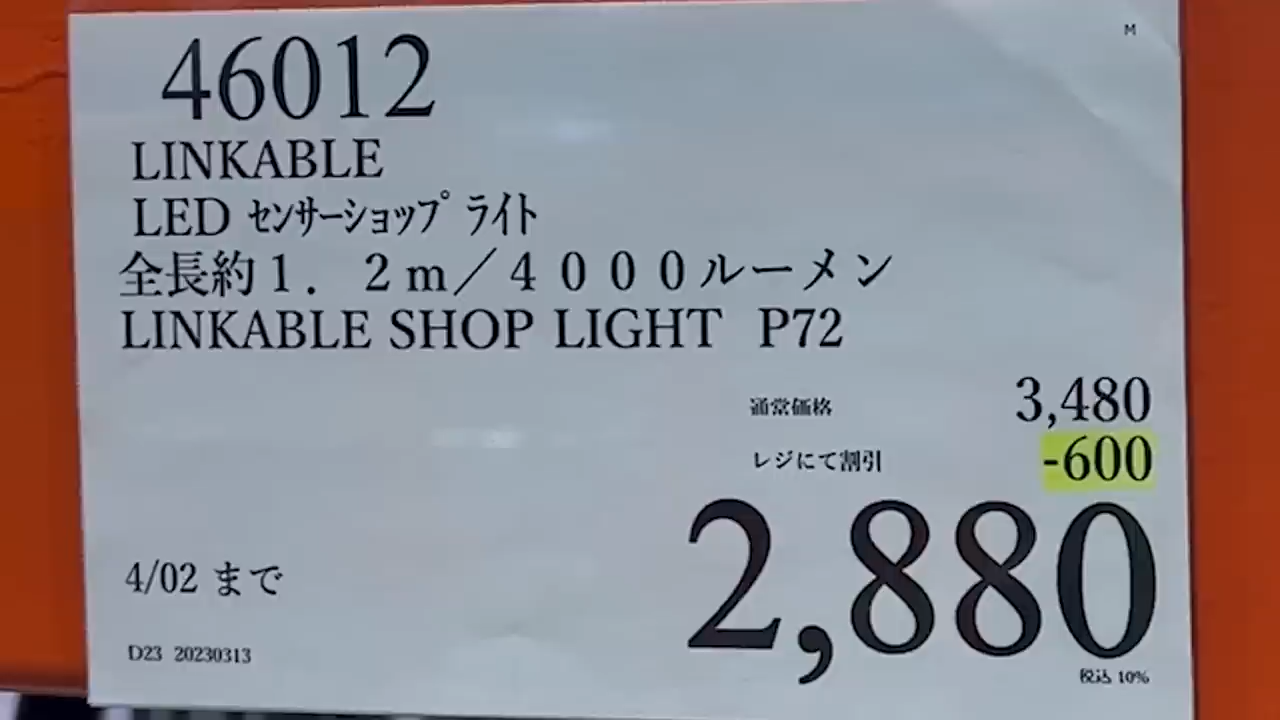 M
46012
LINKABLE
LED センサーショップ ライト
全長約1．2m／4000ルーメン
LINKABLE SHOP LIGHT P72
通常価格 3,480
レジにて割引 -600
2,880
4/02 まで
D23 20230313
税込 10%